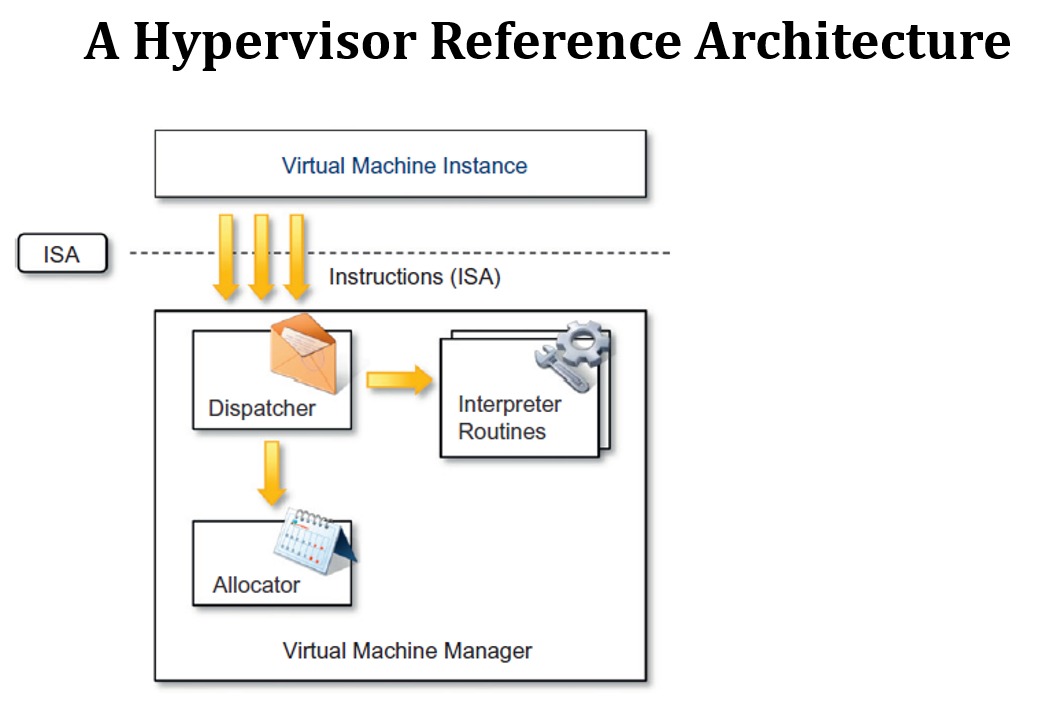 A Hypervisor Reference Architecture
Virtual Machine Instance
ISA
Instructions (ISA)
Dispatcher
Interpreter
Routines
Allocator
Virtual Machine Manager